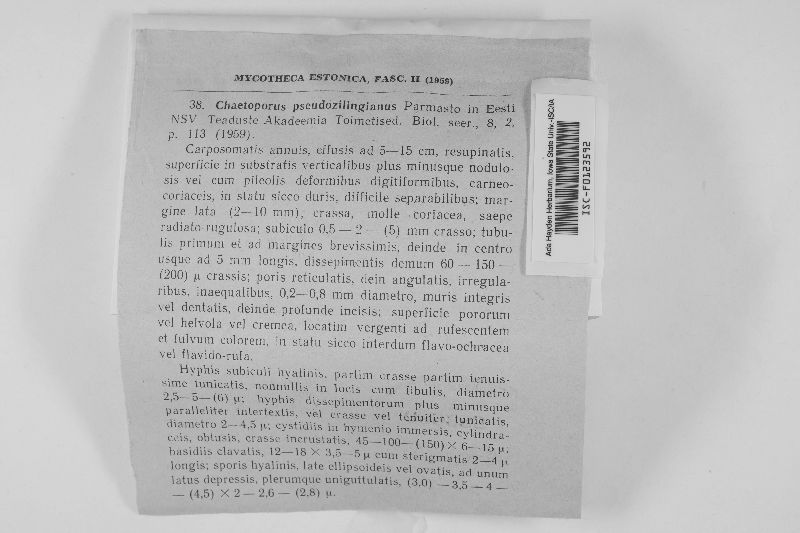 MYCOTHECA ESTONICA, FASC. II (1959)
38. Chaetoporus pseudozilingianus Parmasto in Eesti
NSV Teaduste Akadeemia Toimetised. Biol. seer., 8, 2,
p. 113 (1959).
Carposomatis annuis, effusis ad 5—15 cm, resupinatis,
superficie in substratis verticalibus plus minusque nodulo-
sis vel cum pileolis deformibus digitiformibus, carneo-
coriaceis, in statu sicco duris, difficile separabilibus; mar-
gine lata (2—10 mm), crassa, molle coriacea, saepe
radiato-rugulosa; subiculo 0,5—2—(5) mm crasso; tubu-
lis primum et ad margines brevissimis, deinde in centro
usque ad 5 mm longis, dissepimentis demum 60—150—
(200) μ crassis; poris reticulatis, dein angulatis, irregula-
ribus, inaequalibus, 0,2—0,8 mm diametro, muris integris
vel dentatis, deinde profunde incisis; superficie pororum
vel helvola vel cremea, locatim vergenti ad rufescentem
et fulvum colorem, in statu sicco interdum flavo-ochracea
vel flavido-rufa.
Hyphis subiculi hyalinis, partim crasse partim tenuis-
sime tunicatis, nonnullis in locis cum fibulis, diametro
2,5—5—(6) μ; hyphis dissepimentorum plus minusque
paralleliter intertextis, vel crasse vel tenuiter tunicatis,
diametro 2—4,5 μ; cystidiis in hymenio immersis, cylindra-
ceis, obtusis, crasse incrustatis, 45—100—(150) × 6—15 μ;
basidiis clavatis, 12—18 × 3,5—5 μ cum sterigmatis 2—4 μ
longis; sporis hyalinis, late ellipsoideis vel ovatis, ad unum
latus depressis, plerumque uniguttulatis, (3,0) —3,5—4—
— (4,5) × 2—2,6—(2,8) μ.
Ada Hayden Herbarium, Iowa State Univ.-ISC/IA
ISC-F0123592